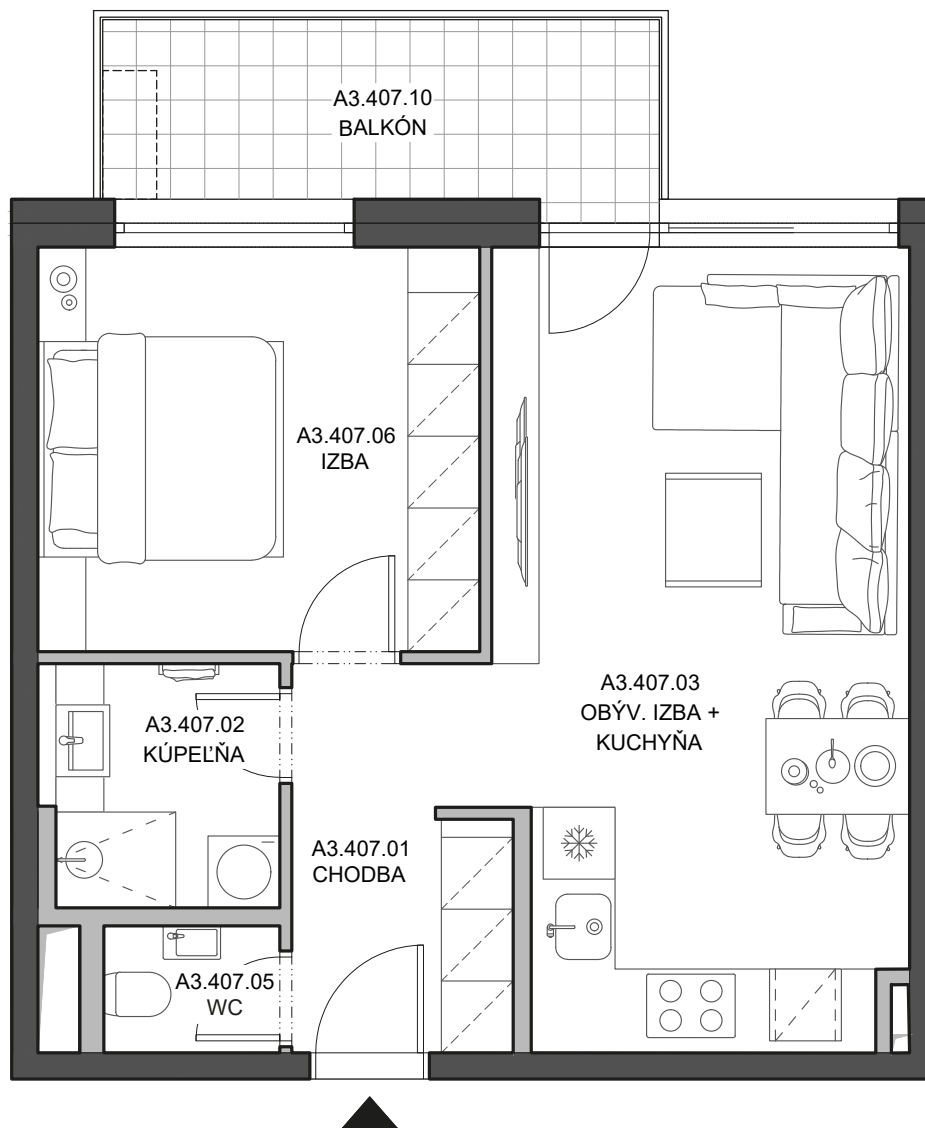 A3.407.10
BALKÓN
A3.407.06
IZBA
A3.407.03
OBÝV. IZBA +
KUCHYŇA
A3.407.02
KÚPEĽŇA
A3.407.01
CHODBA
A3.407.05
WC